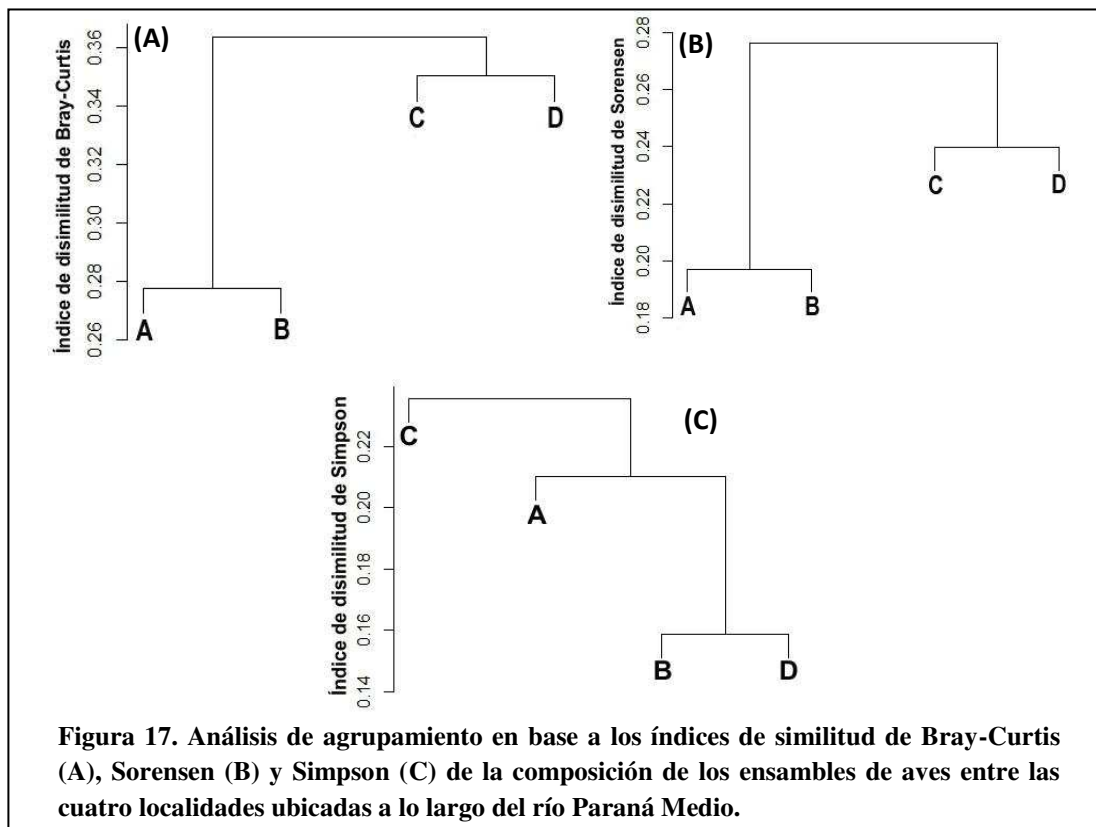 (A)
Índice de disimilitud de Bray-Curtis
0.36
0.34
0.32
0.30
0.28
0.26
C D
A B
(B)
Índice de disimilitud de Sorensen
0.28
0.26
0.24
0.22
0.20
0.18
C D
A B
(C)
Índice de disimilitud de Simpson
0.22
0.20
0.18
0.16
0.14
C
A
B D
Figura 17. Análisis de agrupamiento en base a los índices de similitud de Bray-Curtis
(A), Sorensen (B) y Simpson (C) de la composición de los ensambles de aves entre las
cuatro localidades ubicadas a lo largo del río Paraná Medio.